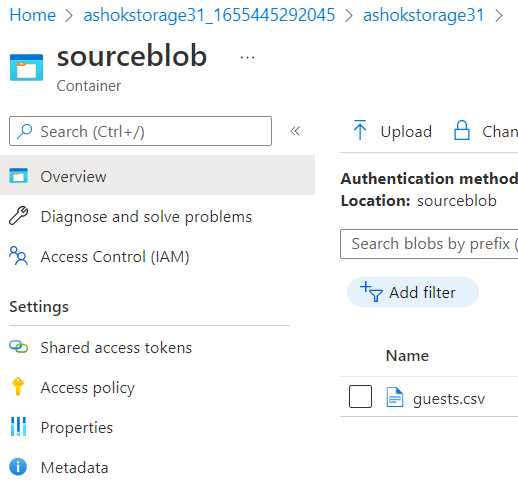 Home > ashokstorage31_1655445292045 > ashokstorage31 >
sourceblob ...
Container
Search (Ctrl+/)
«
Upload
Chan
Overview
Authentication method
Location: sourceblob
Diagnose and solve problems
Search blobs by prefix (
Access Control (IAM)
Add filter
Settings
Shared access tokens
Name
Access policy
guests.csv
Properties
Metadata